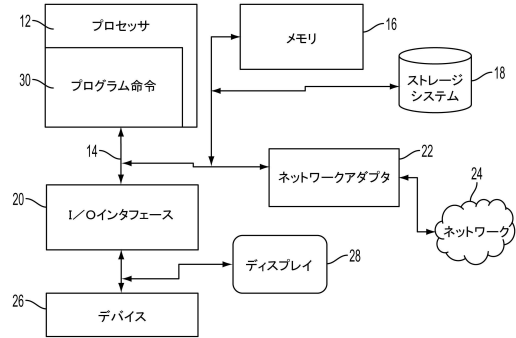 12
プロセッサ
30
プログラム命令
メモリ
16
ストレージ
システム
18
14
ネットワークアダプタ
22
24
ネットワーク
20
I/Oインタフェース
ディスプレイ
28
26
デバイス